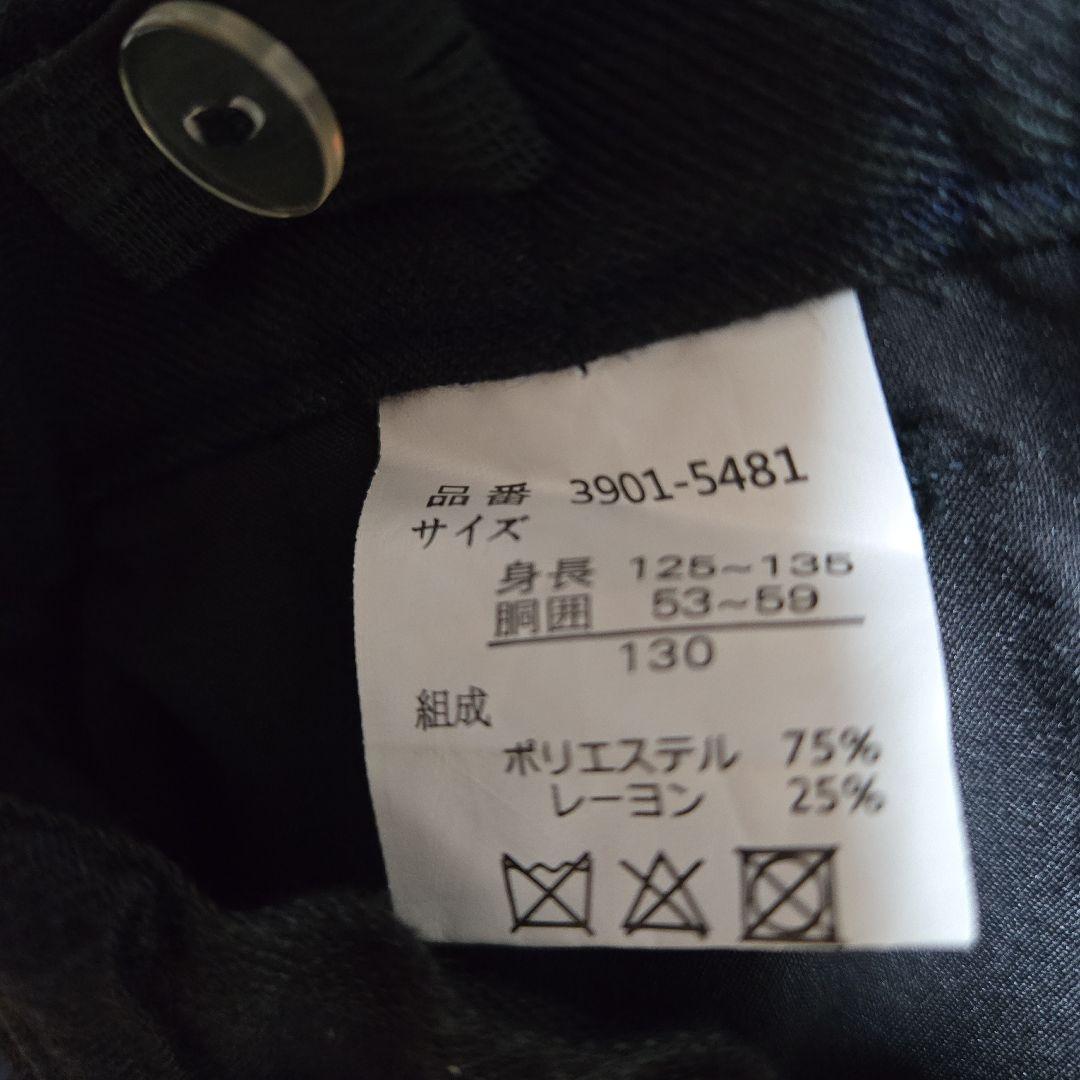 品番 3901-5481
サイズ
身長 125~135
胴囲 53~59
130
組成
ポリエステル 75%
レーヨン 25%